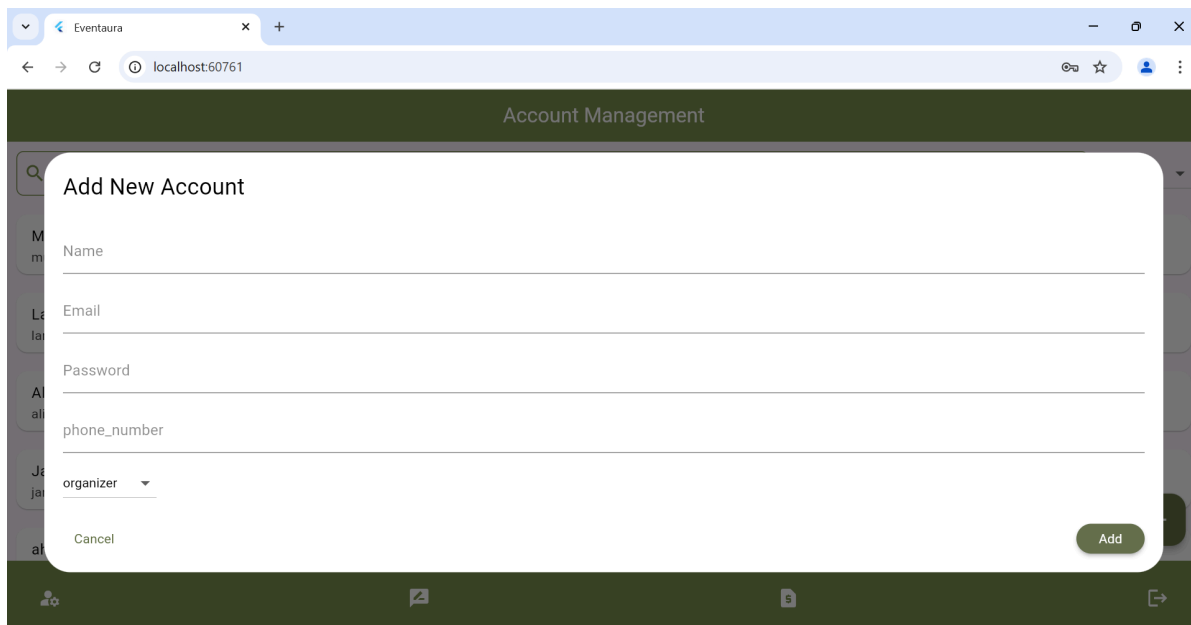 Eventaura
localhost:60761
Account Management
Add New Account
Name
Email
Password
phone_number
organizer
Cancel
Add